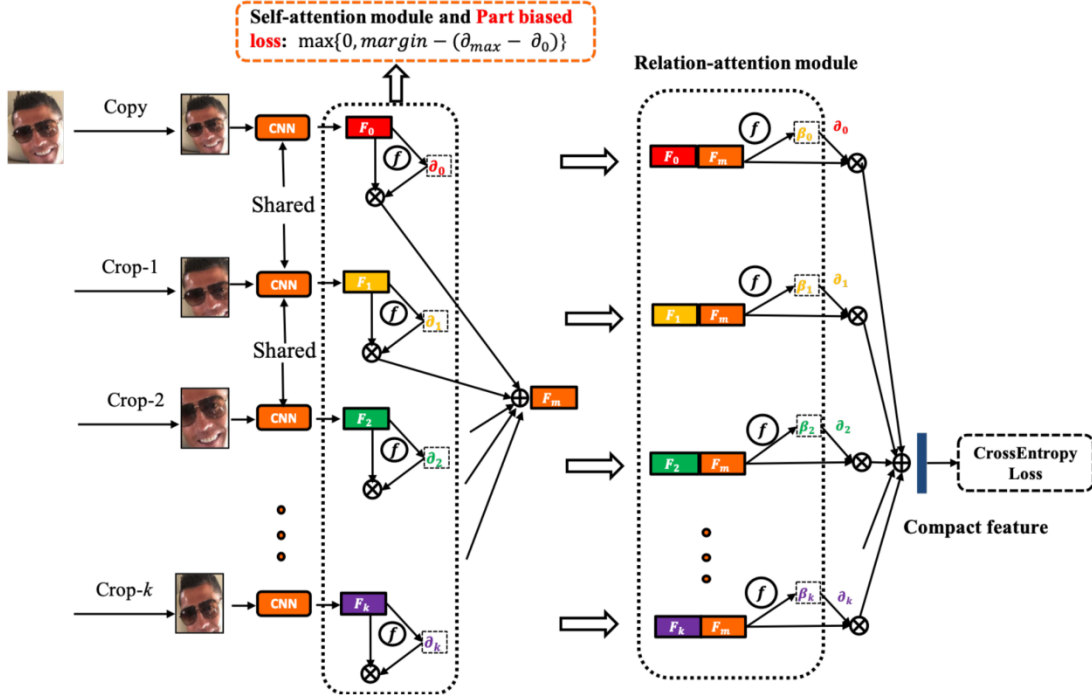 Self-attention module and Part biased
loss: max{0, margin − (∂max − ∂0)}
Relation-attention module
Copy
CNN
F0
f
∂0
F0 Fm
f
β0
∂0
Shared
Crop-1
CNN
F1
f
∂1
F1 Fm
f
β1
∂1
Shared
Crop-2
CNN
F2
f
∂2
Fm
F2 Fm
f
β2
∂2
CrossEntropy
Loss
Compact feature
Crop-k
CNN
Fk
f
∂k
Fk Fm
f
βk
∂k